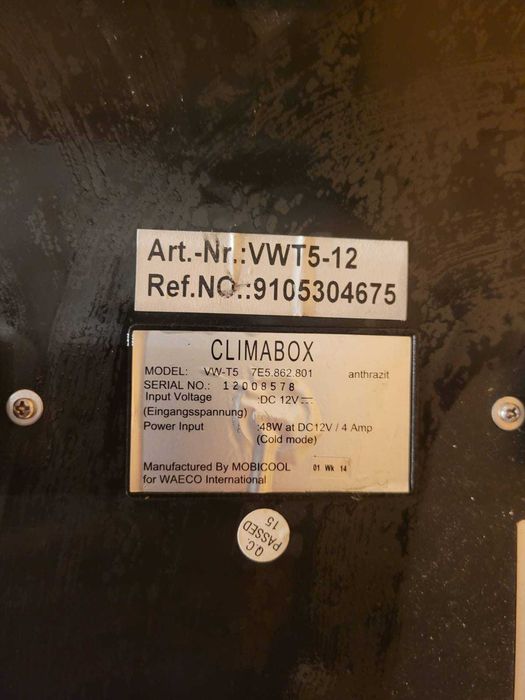 Art.-Nr.:VWT5-12
Ref.NO.:9105304675
CLIMABOX
MODEL: VW-T5 7E5.862.801 anthrazit
SERIAL NO.: 12008578
Input Voltage :DC 12V⎓
(Eingangsspannung)
Power Input :48W at DC12V / 4 Amp
(Cold mode)
Manufactured By MOBICOOL 01 Wk 14
for WAECO International
Q.C.
PASSED
15